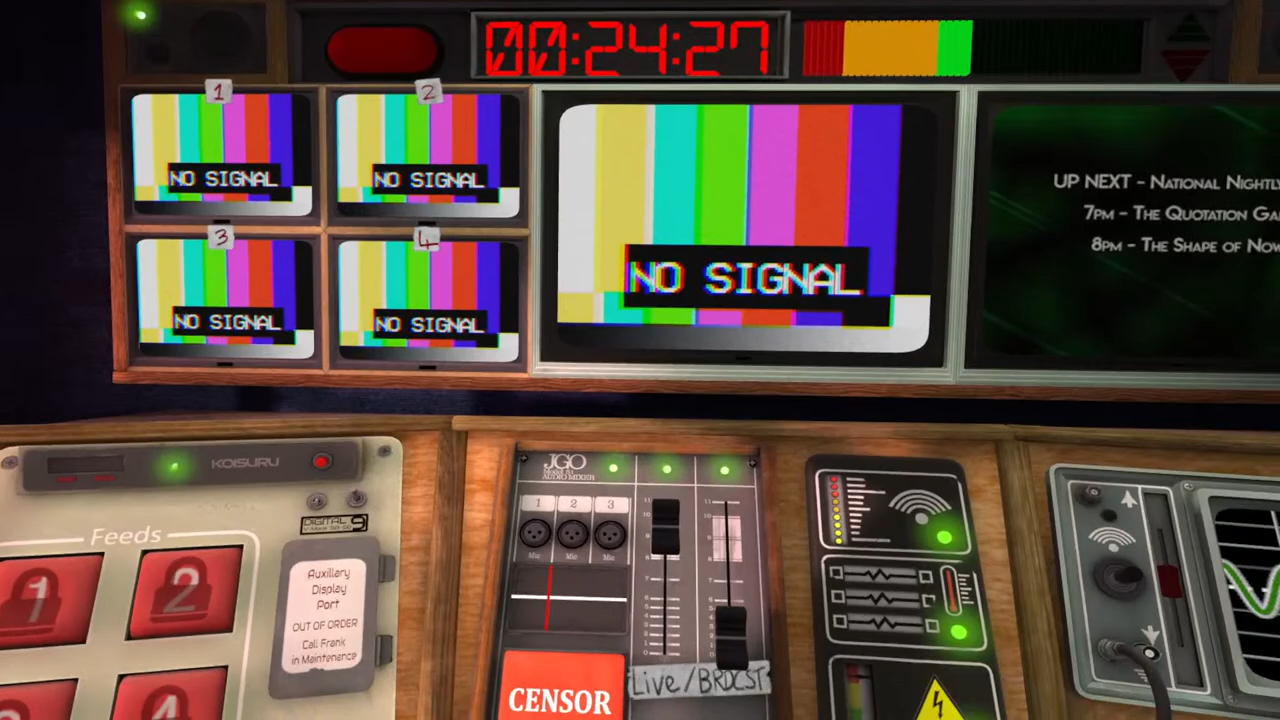 00:24:27
1
2
NO SIGNAL
NO SIGNAL
NO SIGNAL
3
4
NO SIGNAL
NO SIGNAL
UP NEXT - NATIONAL NIGHTLY
7PM - THE QUOTATION GA
8PM - THE SHAPE OF NOW
KOISURU
DIGITAL 9
Feeds
1
2
4
Auxillary
Display
Port
OUT OF ORDER
Call Frank
in Maintenance
JGO
AUDIO MIXER
1 2 3
Mic Mic Mic
CENSOR
Live/BRDCST